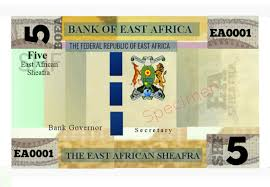 5
BANK OF EAST AFRICA
EA0001
THE FEDERAL REPUBLIC OF EAST AFRICA
Five
East African
Sheafra
Specimen
Bank Governor
Secretary
EA0001
THE EAST AFRICAN SHEAFRA
5